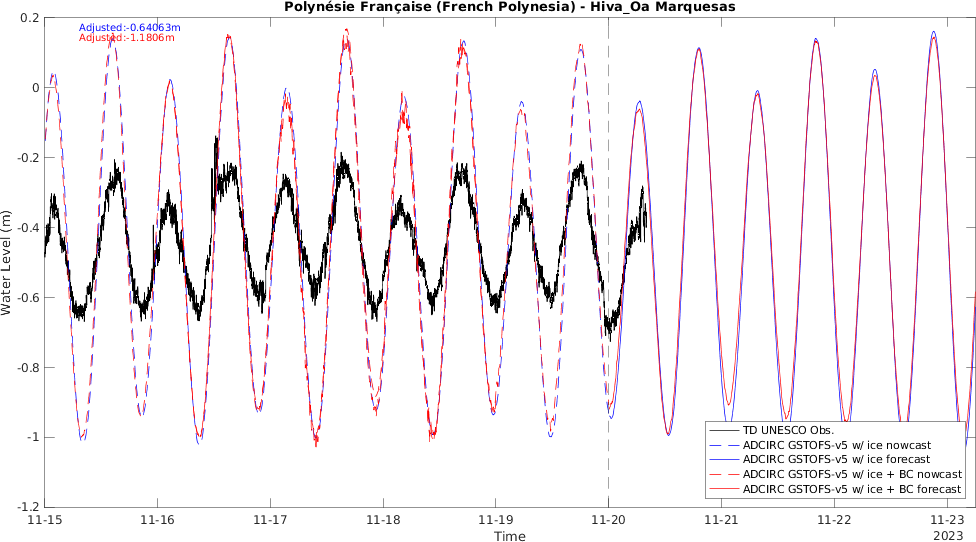 Polynésie Française (French Polynesia) - Hiva_Oa Marquesas
Adjusted:-0.64063m
Adjusted:-1.1806m
0.2
0
-0.2
-0.4
-0.6
-0.8
-1
-1.2
Water Level (m)
TD UNESCO Obs.
ADCIRC GSTOFS-v5 w/ ice nowcast
ADCIRC GSTOFS-v5 w/ ice forecast
ADCIRC GSTOFS-v5 w/ ice + BC nowcast
ADCIRC GSTOFS-v5 w/ ice + BC forecast
11-15 11-16 11-17 11-18 11-19 11-20 11-21 11-22 11-23
2023
Time